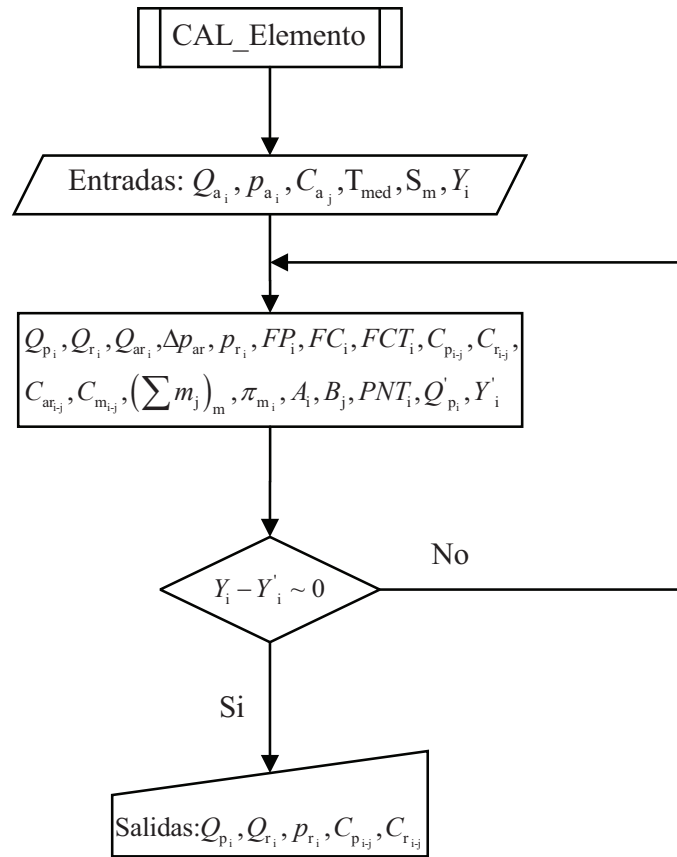 CAL_Elemento
Entradas: Q_{a_i}, p_{a_i}, C_{a_j}, T_{med}, S_m, Y_i
Q_{p_i}, Q_{r_i}, Q_{ar_i}, Δp_{ar}, p_{r_i}, FP_i, FC_i, FCT_i, C_{p_{i-j}}, C_{r_{i-j}},
C_{ar_{i-j}}, C_{m_{i-j}}, (∑ m_j)_m, π_{m_i}, A_i, B_j, PNT_i, Q'_{p_i}, Y'_i
No
Y_i − Y'_i ~ 0
Si
Salidas: Q_{p_i}, Q_{r_i}, p_{r_i}, C_{p_{i-j}}, C_{r_{i-j}}